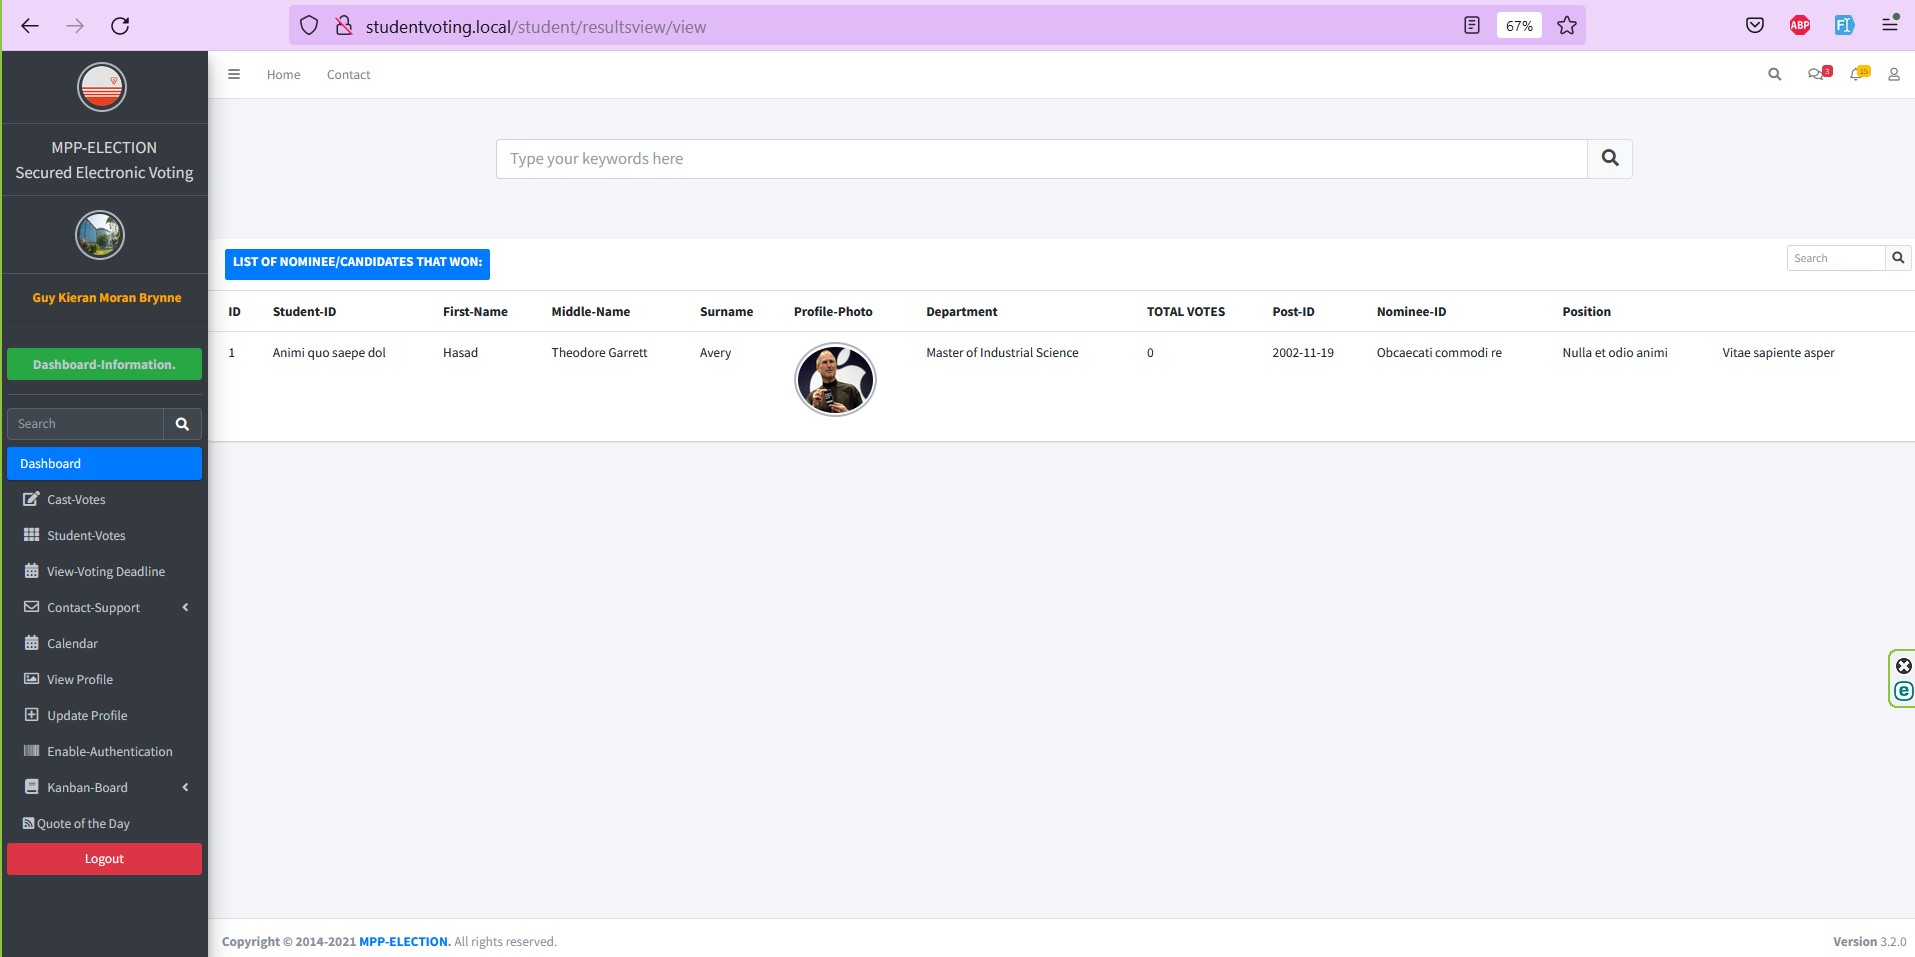 studentvoting.local/student/resultsview/view
67%
ABP
MPP-ELECTION
Secured Electronic Voting
Guy Kieran Moran Brynne
Dashboard-Information.
Search
Dashboard
Cast-Votes
Student-Votes
View-Voting Deadline
Contact-Support
Calendar
View Profile
Update Profile
Enable-Authentication
Kanban-Board
Quote of the Day
Logout
Home Contact
3
15
Type your keywords here
LIST OF NOMINEE/CANDIDATES THAT WON:
Search
ID Student-ID First-Name Middle-Name Surname Profile-Photo Department TOTAL VOTES Post-ID Nominee-ID Position
1 Animi quo saepe dol Hasad Theodore Garrett Avery Master of Industrial Science 0 2002-11-19 Obcaecati commodi re Nulla et odio animi Vitae sapiente asper
Copyright © 2014-2021 MPP-ELECTION. All rights reserved.
Version 3.2.0